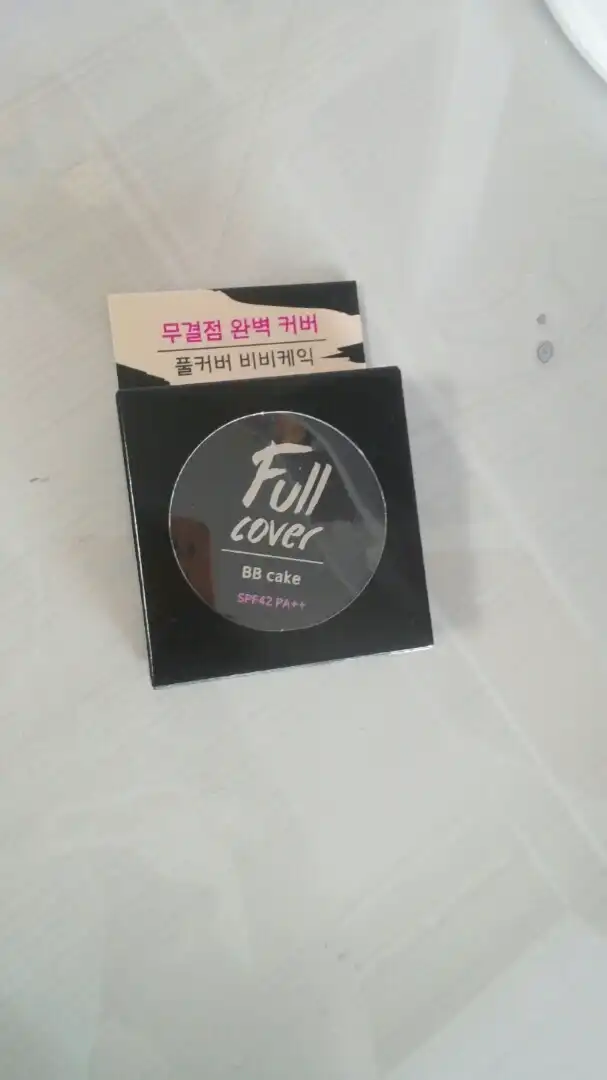 무결점 완벽 커버
풀커버 비비케익
Full
cover
BB cake
SPF42 PA++